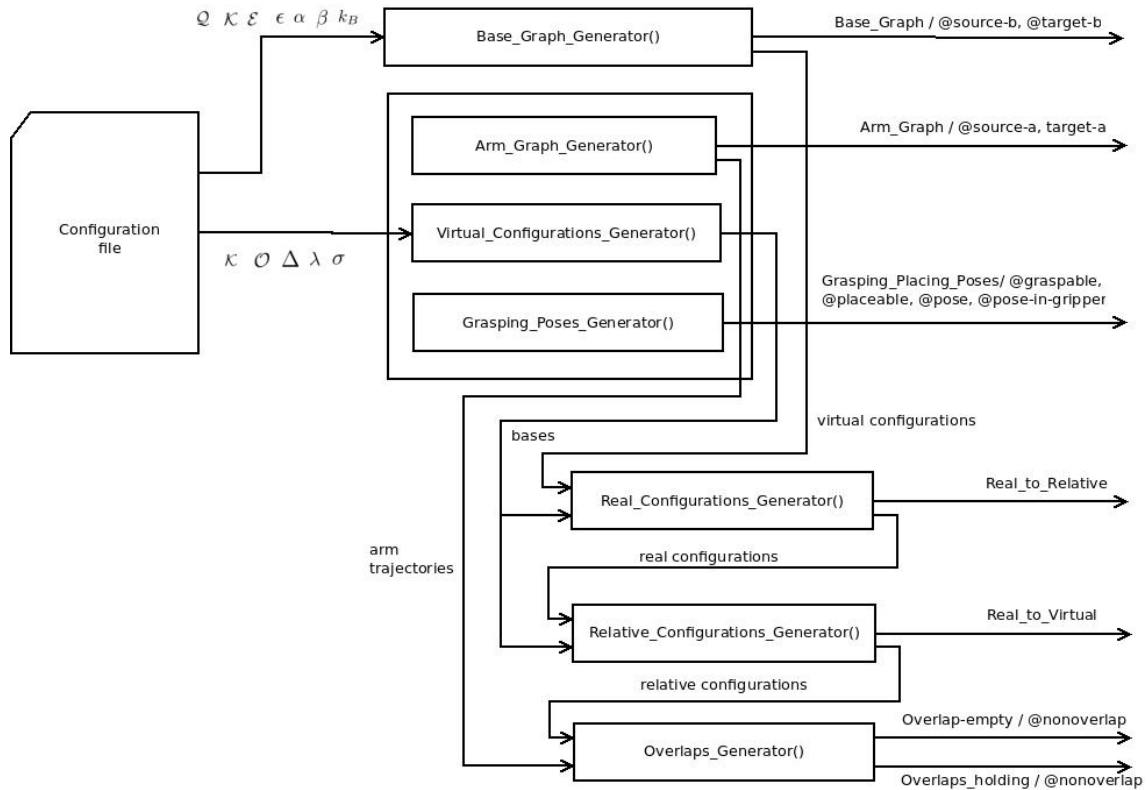 𝒬 𝒦 ℰ ϵ α β k_B
Base_Graph_Generator()
Base_Graph / @source-b, @target-b
Arm_Graph_Generator()
Arm_Graph / @source-a, target-a
Configuration
file
Virtual_Configurations_Generator()
𝒦 𝒪 Δ λ σ
Grasping_Poses_Generator()
Grasping_Placing_Poses/ @graspable,
@placeable, @pose, @pose-in-gripper
virtual configurations
bases
Real_Configurations_Generator()
Real_to_Relative
arm
trajectories
real configurations
Relative_Configurations_Generator()
Real_to_Virtual
relative configurations
Overlaps_Generator()
Overlap-empty / @nonoverlap
Overlaps_holding / @nonoverlap